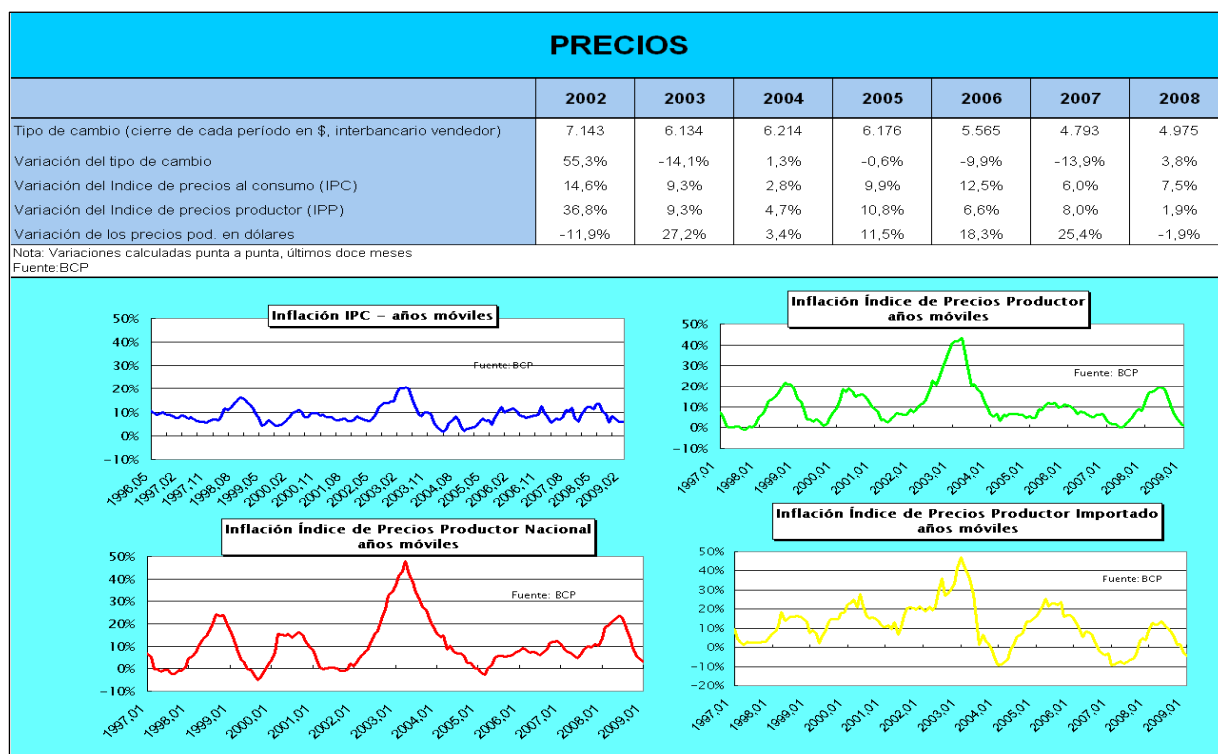 PRECIOS
2002 2003 2004 2005 2006 2007 2008
Tipo de cambio (cierre de cada período en $, interbancario vendedor) 7.143 6.134 6.214 6.176 5.565 4.793 4.975
Variación del tipo de cambio 55,3% -14,1% 1,3% -0,6% -9,9% -13,9% 3,8%
Variación del Indice de precios al consumo (IPC) 14,6% 9,3% 2,8% 9,9% 12,5% 6,0% 7,5%
Variación del Indice de precios productor (IPP) 36,8% 9,3% 4,7% 10,8% 6,6% 8,0% 1,9%
Variación de los precios pod. en dólares -11,9% 27,2% 3,4% 11,5% 18,3% 25,4% -1,9%
Nota: Variaciones calculadas punta a punta, últimos doce meses
Fuente:BCP
Inflación IPC – años móviles
Fuente:BCP
50%
40%
30%
20%
10%
0%
-10%
1996,05 1997,02 1997,11 1998,08 1999,05 2000,02 2000,11 2001,08 2002,05 2003,02 2003,11 2004,08 2005,05 2006,02 2006,11 2007,08 2008,05 2009,02
Inflación Índice de Precios Productor
años móviles
Fuente: BCP
50%
40%
30%
20%
10%
0%
-10%
1997,01 1998,01 1999,01 2000,01 2001,01 2002,01 2003,01 2004,01 2005,01 2006,01 2007,01 2008,01 2009,01
Inflación Índice de Precios Productor Nacional
años móviles
Fuente: BCP
50%
40%
30%
20%
10%
0%
-10%
1997,01 1998,01 1999,01 2000,01 2001,01 2002,01 2003,01 2004,01 2005,01 2006,01 2007,01 2008,01 2009,01
Inflación Índice de Precios Productor Importado
años móviles
Fuente:BCP
50%
40%
30%
20%
10%
0%
-10%
-20%
1997,01 1998,01 1999,01 2000,01 2001,01 2002,01 2003,01 2004,01 2005,01 2006,01 2007,01 2008,01 2009,01